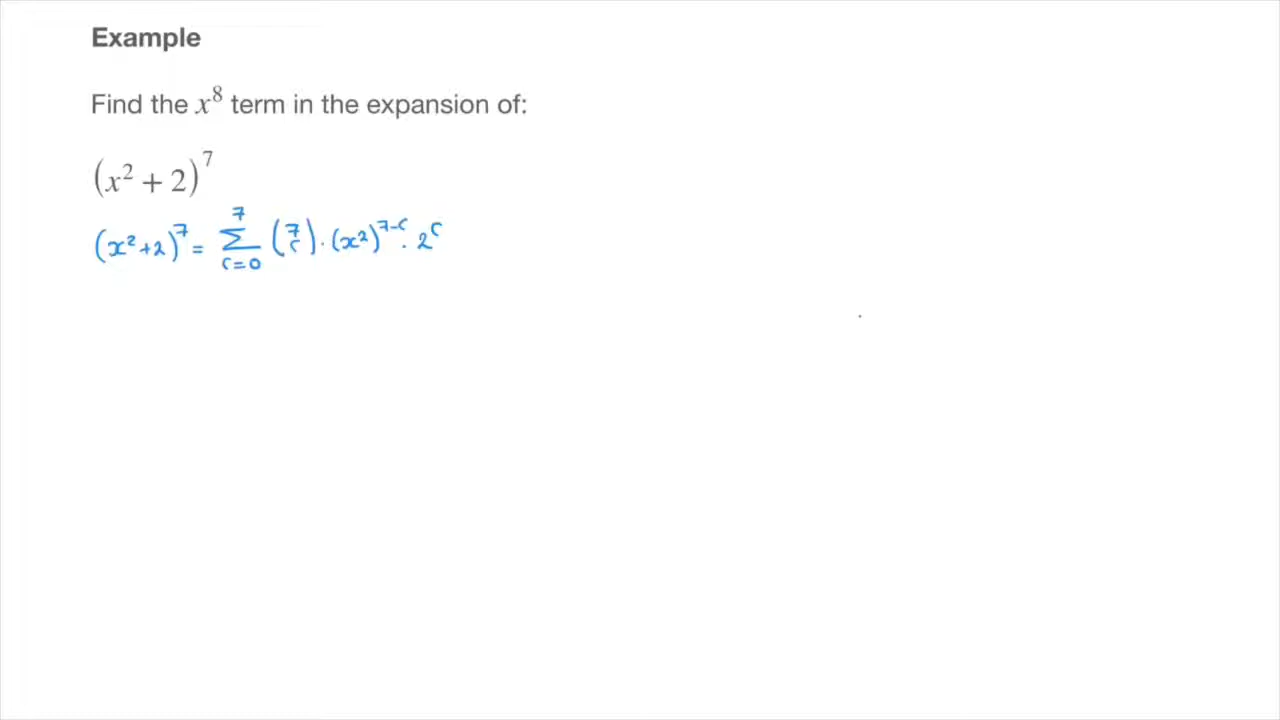 Example
Find the x⁸ term in the expansion of:
(x² + 2)⁷
(x²+2)⁷ = ∑_{r=0}^{7} (7 r) · (x²)^{7-r} · 2^r